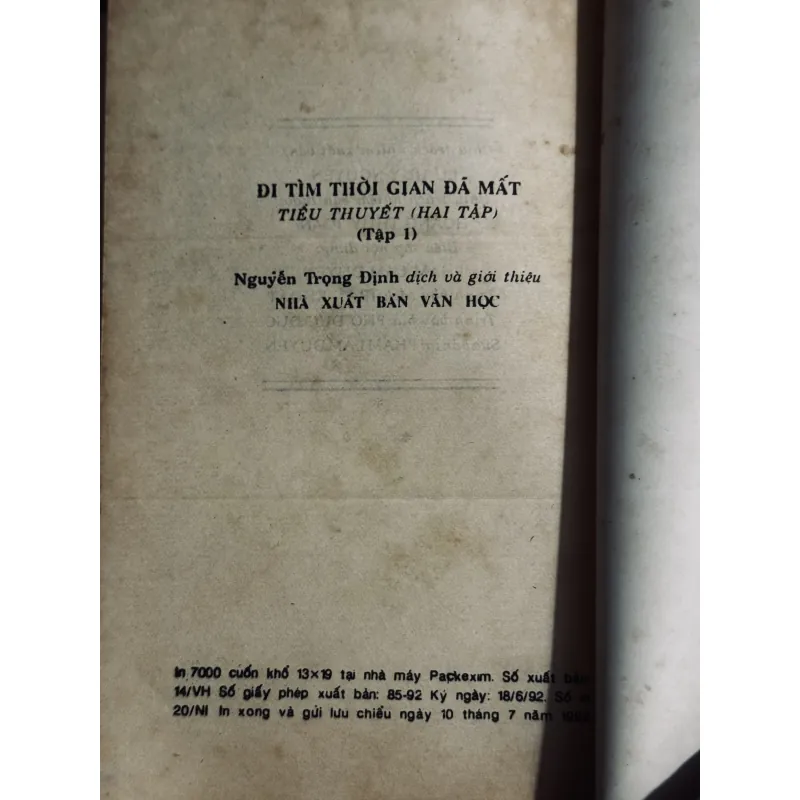 ĐI TÌM THỜI GIAN ĐÃ MẤT
TIỂU THUYẾT (HAI TẬP)
(Tập 1)
Nguyễn Trọng Định dịch và giới thiệu
NHÀ XUẤT BẢN VĂN HỌC
In 7000 cuốn khổ 13×19 tại nhà máy Packexim. Số xuất bản
14/VH Số giấy phép xuất bản: 85-92 Ký ngày: 18/6/92. Số
20/NI In xong và gửi lưu chiểu ngày 10 tháng 7 năm